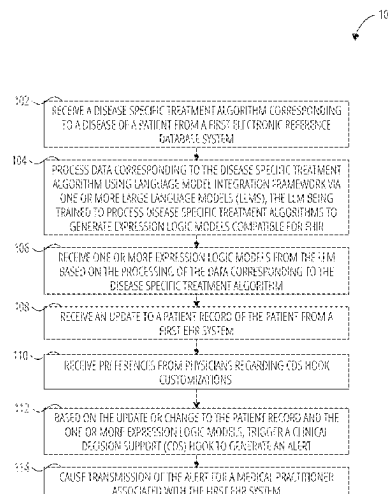 10
102
RECEIVE A DISEASE SPECIFIC TREATMENT ALGORITHM CORRESPONDING
TO A DISEASE OF A PATIENT FROM A FIRST ELECTRONIC REFERENCE
DATABASE SYSTEM
104
PROCESS DATA CORRESPONDING TO THE DISEASE SPECIFIC TREATMENT
ALGORITHM USING LANGUAGE MODEL INTEGRATION FRAMEWORK VIA
ONE OR MORE LARGE LANGUAGE MODELS (LLMS), THE LLM BEING
TRAINED TO PROCESS DISEASE SPECIFIC TREATMENT ALGORITHMS TO
GENERATE EXPRESSION LOGIC MODELS COMPATIBLE FOR FHIR
106
RECEIVE ONE OR MORE EXPRESSION LOGIC MODELS FROM THE LLM
BASED ON THE PROCESSING OF THE DATA CORRESPONDING TO THE
DISEASE SPECIFIC TREATMENT ALGORITHM
108
RECEIVE AN UPDATE TO A PATIENT RECORD OF THE PATIENT FROM A
FIRST EHR SYSTEM
110
RECEIVE PREFERENCES FROM PHYSICIANS REGARDING CDS HOOK
CUSTOMIZATIONS
112
BASED ON THE UPDATE OR CHANGE TO THE PATIENT RECORD AND THE
ONE OR MORE EXPRESSION LOGIC MODELS, TRIGGER A CLINICAL
DECISION SUPPORT (CDS) HOOK TO GENERATE AN ALERT
114
CAUSE TRANSMISSION OF THE ALERT FOR A MEDICAL PRACTITIONER
ASSOCIATED WITH THE FIRST EHR SYSTEM